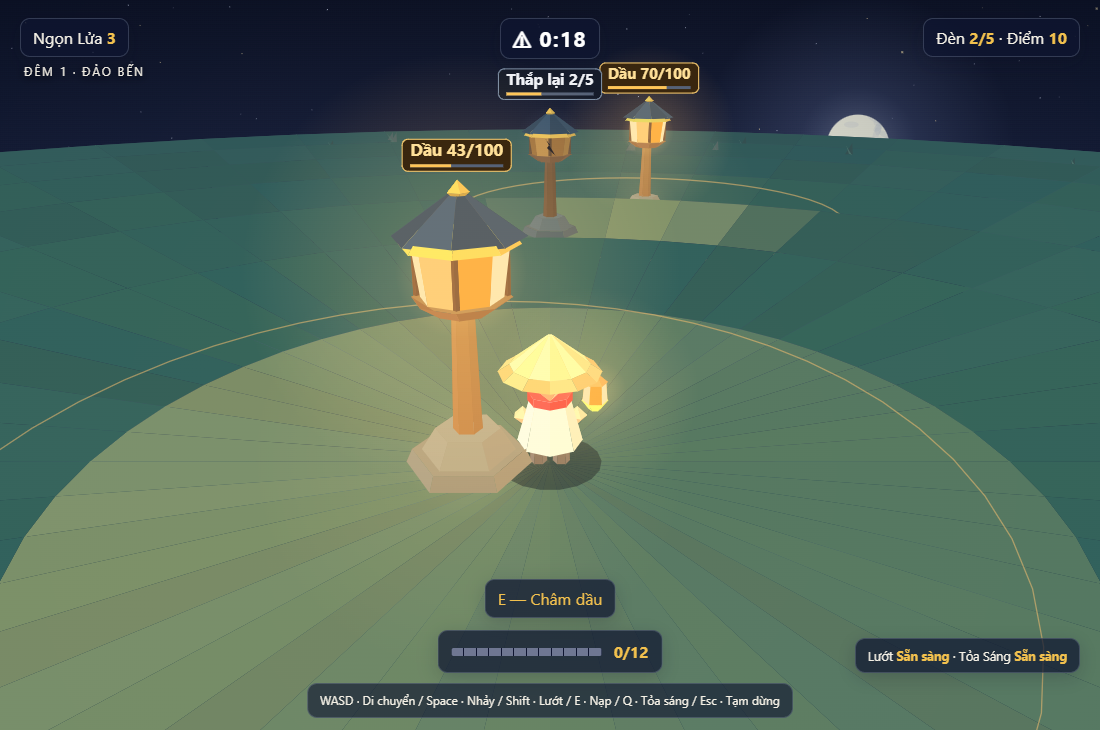 Ngọn Lửa 3
⚠ 0:18
Đèn 2/5 · Điểm 10
ĐÊM 1 · ĐẢO BẾN
Thắp lại 2/5
Dầu 70/100
Dầu 43/100
E — Châm dầu
0/12
Lướt Sẵn sàng · Tỏa Sáng Sẵn sàng
WASD · Di chuyển / Space · Nhảy / Shift · Lướt / E · Nạp / Q · Tỏa sáng / Esc · Tạm dừng